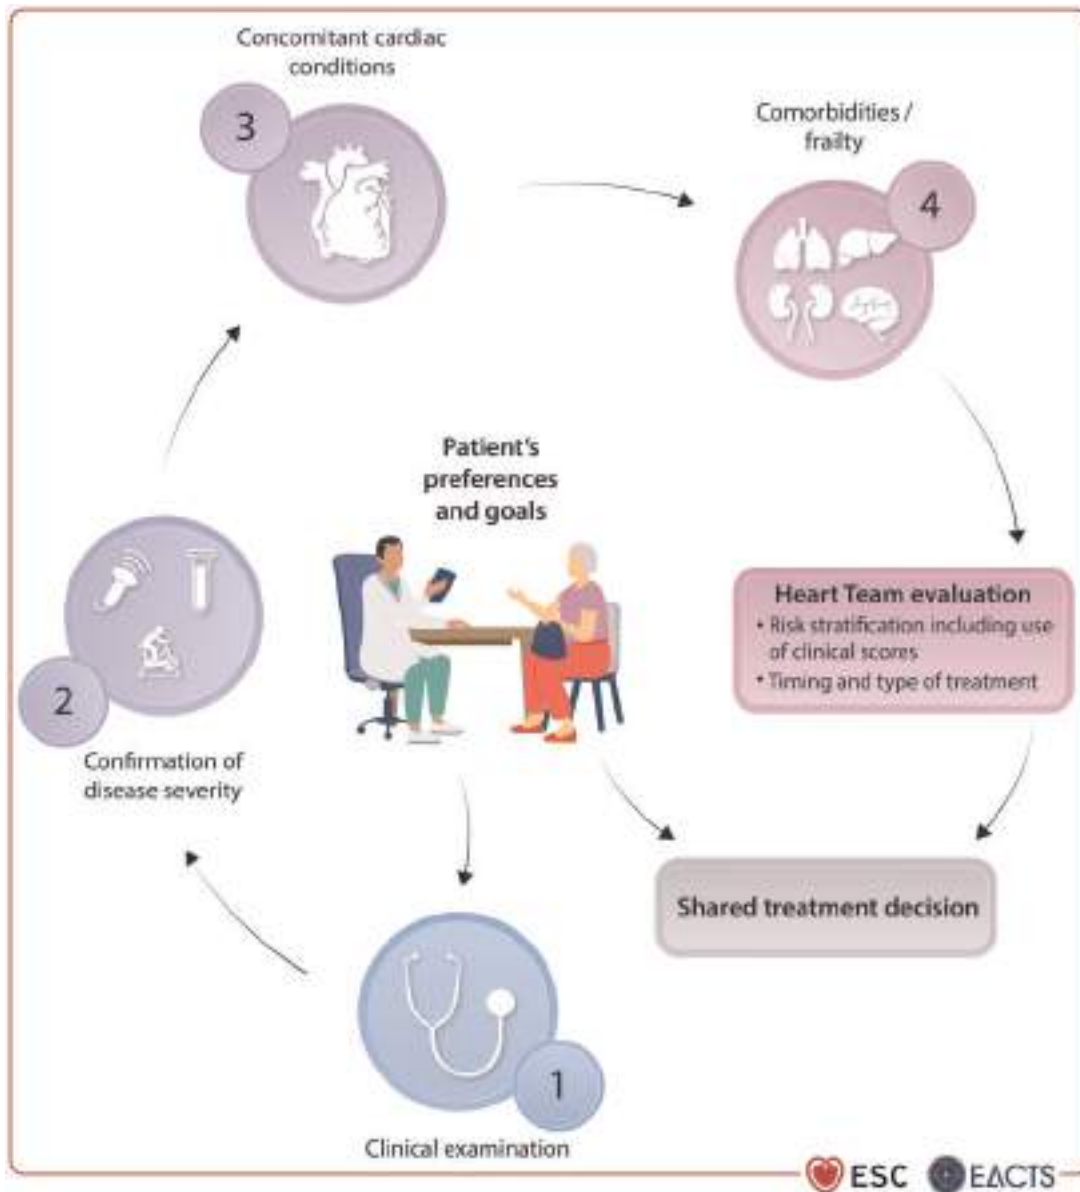 Concomitant cardiac
conditions
3
Comorbidities /
frailty
4
Patient's
preferences
and goals
Heart Team evaluation
• Risk stratification including use
of clinical scores
• Timing and type of treatment
2
Confirmation of
disease severity
Shared treatment decision
1
Clinical examination
ESC EACTS